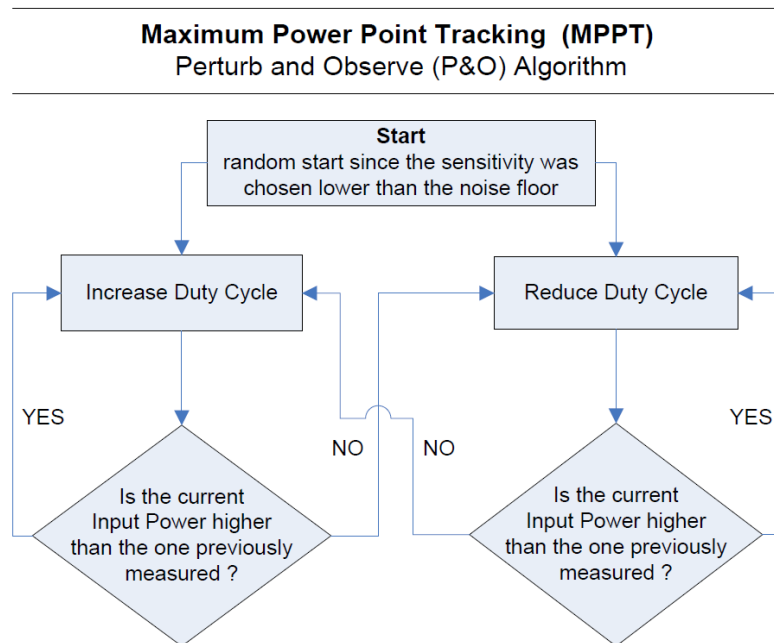 Maximum Power Point Tracking (MPPT)
Perturb and Observe (P&O) Algorithm
Start
random start since the sensitivity was
chosen lower than the noise floor
Increase Duty Cycle
Reduce Duty Cycle
YES
NO
NO
YES
Is the current
Input Power higher
than the one previously
measured ?
Is the current
Input Power higher
than the one previously
measured ?